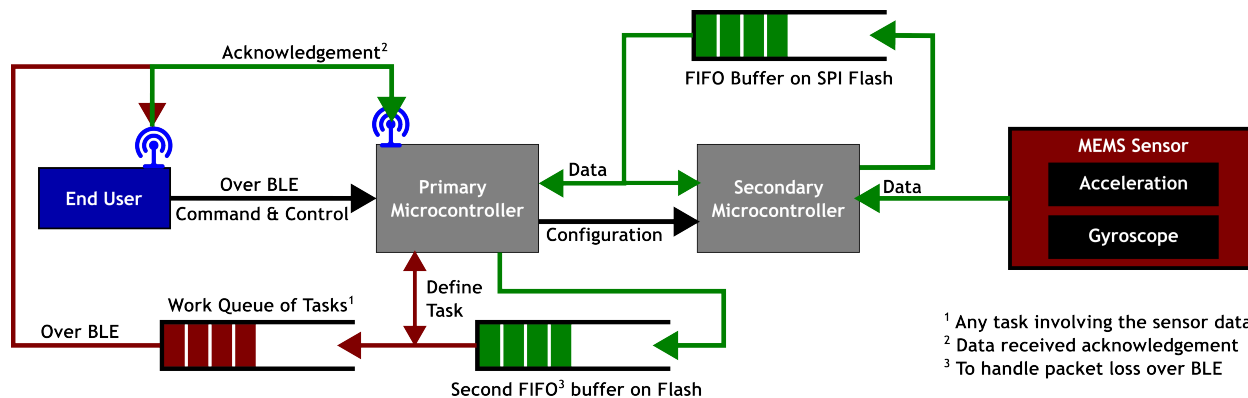 Acknowledgement²
FIFO Buffer on SPI Flash
MEMS Sensor
Acceleration
Gyroscope
End User
Over BLE
Command & Control
Primary
Microcontroller
Data
Configuration
Secondary
Microcontroller
Data
Define
Task
Work Queue of Tasks¹
Over BLE
Second FIFO³ buffer on Flash
¹ Any task involving the sensor data
² Data received acknowledgement
³ To handle packet loss over BLE